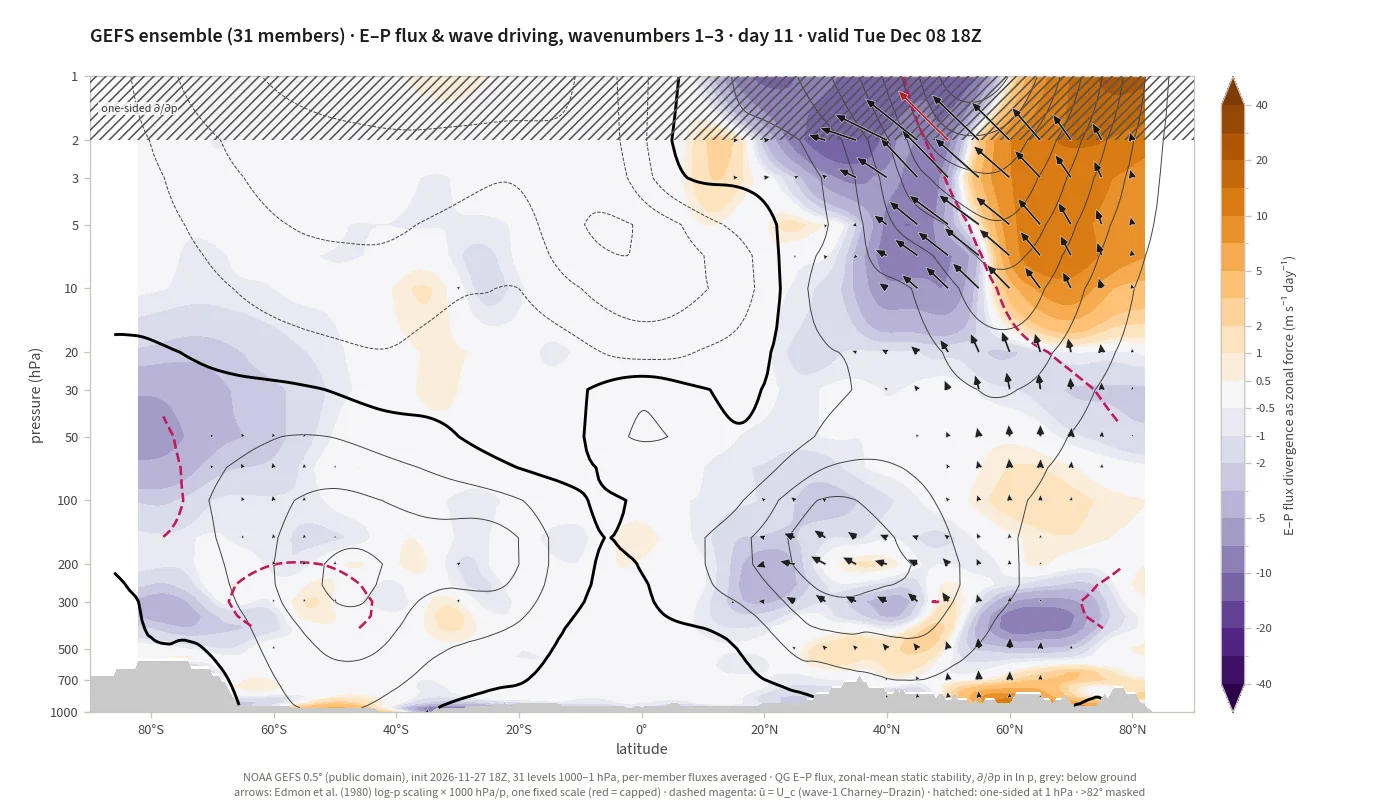 GEFS ensemble (31 members) · E–P flux & wave driving, wavenumbers 1–3 · day 11 · valid Tue Dec 08 18Z
one-sided ∂/∂p
pressure (hPa)
1
2
3
5
10
20
30
50
100
200
300
500
700
1000
80°S
60°S
40°S
20°S
0°
20°N
40°N
60°N
80°N
latitude
40
20
10
5
2
1
0.5
-0.5
-1
-2
-5
-10
-20
-40
E–P flux divergence as zonal force (m s⁻¹ day⁻¹)
NOAA GEFS 0.5° (public domain), init 2026-11-27 18Z, 31 levels 1000–1 hPa, per-member fluxes averaged · QG E–P flux, zonal-mean static stability, ∂/∂p in ln p, grey: below ground
arrows: Edmon et al. (1980) log-p scaling × 1000 hPa/p, one fixed scale (red = capped) · dashed magenta: ū = U_c (wave-1 Charney–Drazin) · hatched: one-sided at 1 hPa · >82° masked